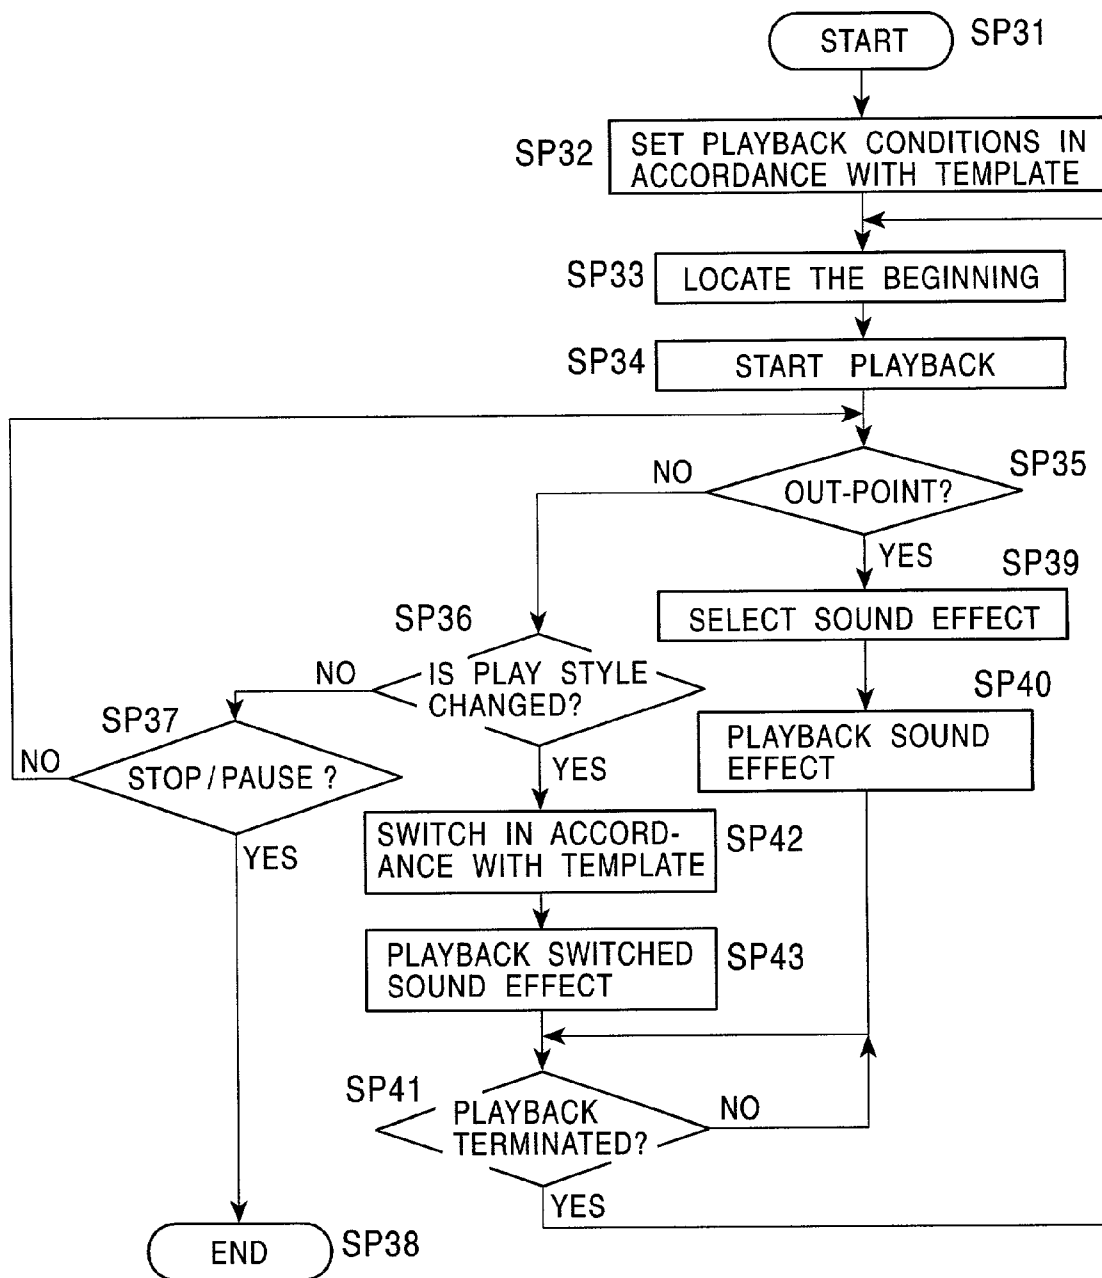 START
SP31
SP32
SET PLAYBACK CONDITIONS IN
ACCORDANCE WITH TEMPLATE
SP33
LOCATE THE BEGINNING
SP34
START PLAYBACK
SP35
OUT-POINT?
NO
YES
SP39
SELECT SOUND EFFECT
SP36
IS PLAY STYLE
CHANGED?
NO
YES
SP40
PLAYBACK SOUND
EFFECT
SP37
STOP/PAUSE ?
NO
YES
SWITCH IN ACCORD-
ANCE WITH TEMPLATE
SP42
PLAYBACK SWITCHED
SOUND EFFECT
SP43
SP41
PLAYBACK
TERMINATED?
NO
YES
END
SP38